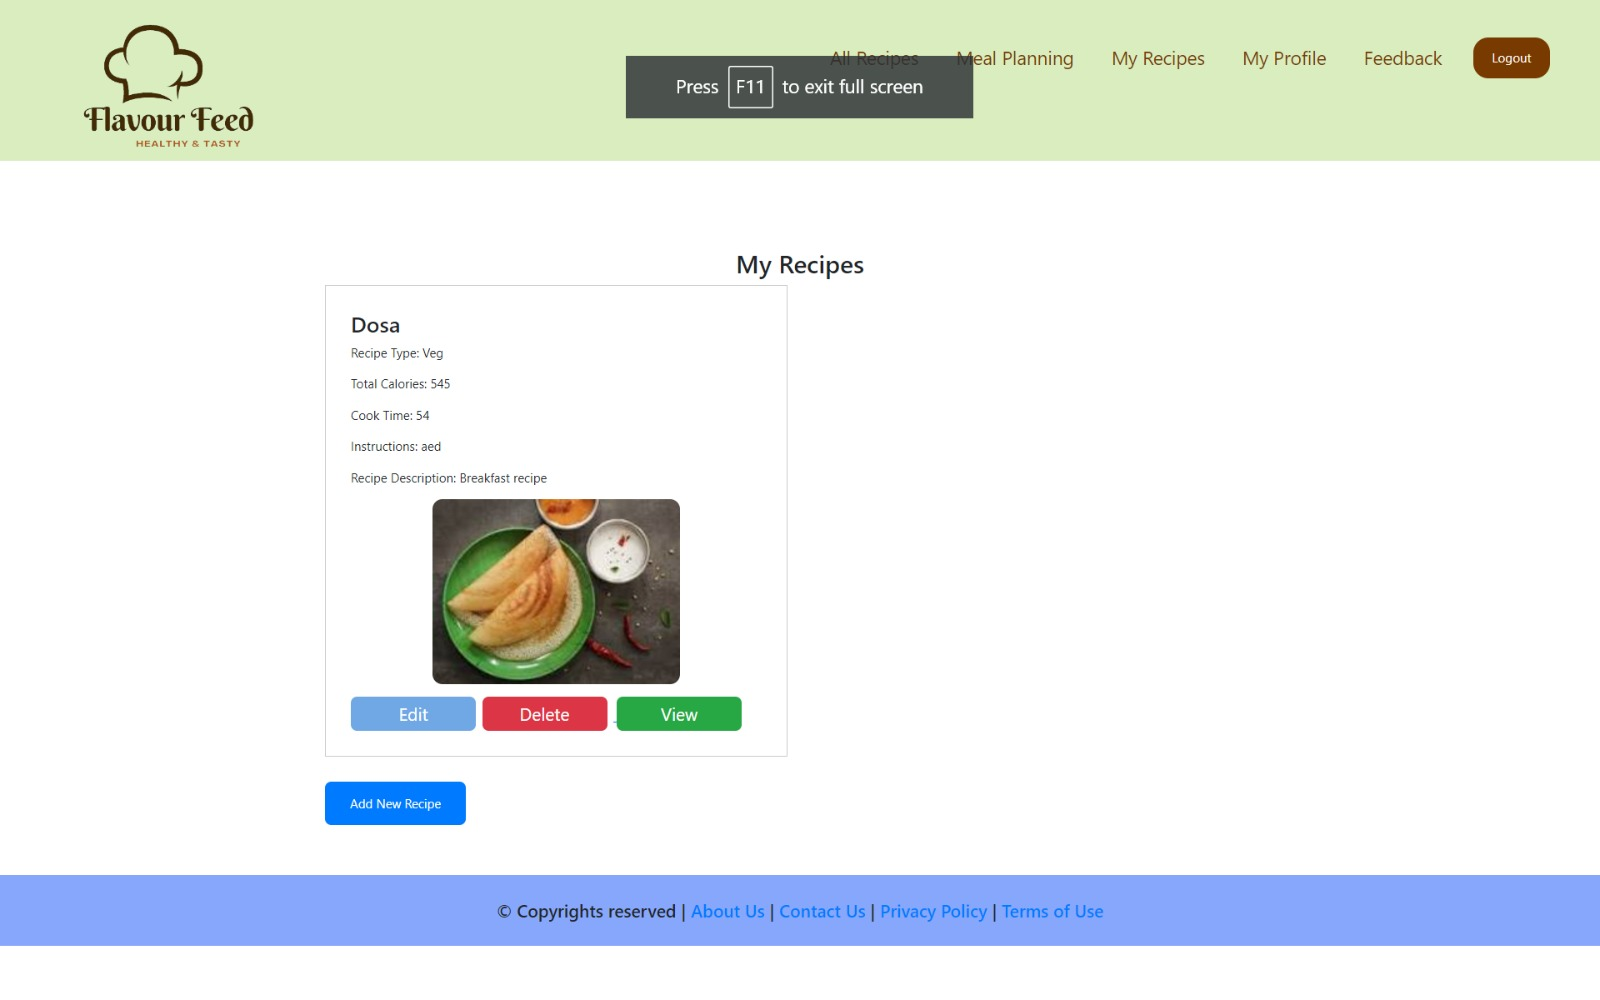 All Recipes Meal Planning My Recipes My Profile Feedback Logout
Press F11 to exit full screen
Flavour Feed
HEALTHY & TASTY
My Recipes
Dosa
Recipe Type: Veg
Total Calories: 545
Cook Time: 54
Instructions: aed
Recipe Description: Breakfast recipe
Edit Delete View
Add New Recipe
© Copyrights reserved | About Us | Contact Us | Privacy Policy | Terms of Use